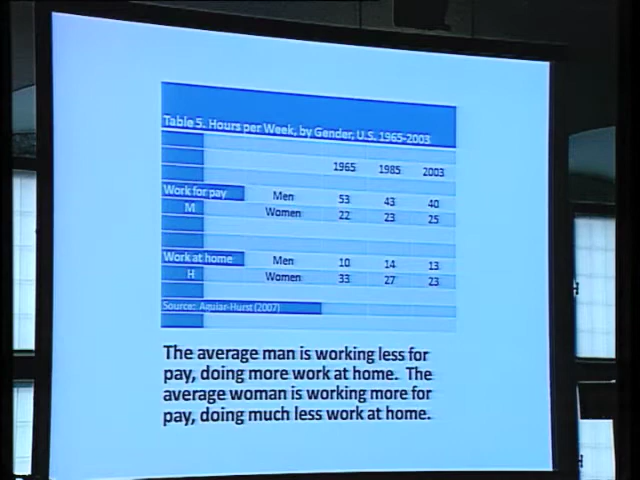 Table 5. Hours per Week, by Gender, U.S. 1965-2003
1965 1985 2003
Work for pay Men 53 43 40
M Women 22 23 25
Work at home Men 10 14 13
H Women 33 27 23
Source: Aguiar-Hurst (2007)
The average man is working less for
pay, doing more work at home. The
average woman is working more for
pay, doing much less work at home.